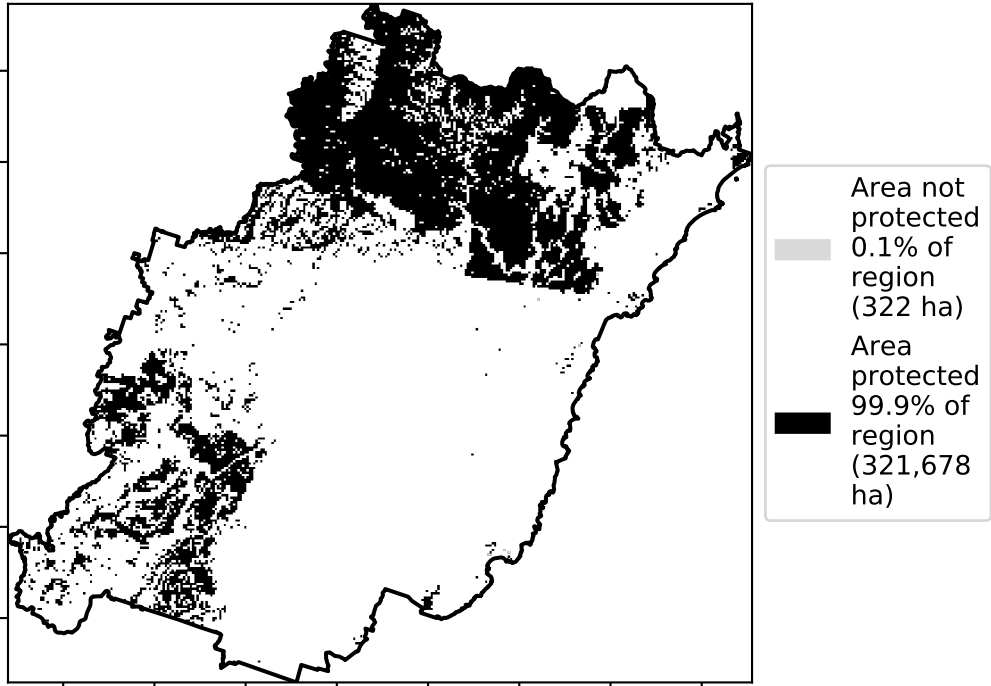 Area not
protected
0.1% of
region
(322 ha)
Area
protected
99.9% of
region
(321,678
ha)